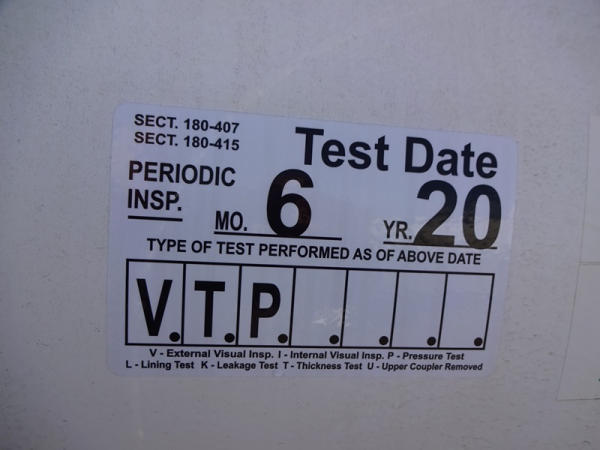 SECT. 180-407
SECT. 180-415
Test Date
PERIODIC
INSP.
MO. 6 YR. 20
TYPE OF TEST PERFORMED AS OF ABOVE DATE
V. T. P. . . . .
V - External Visual Insp. I - Internal Visual Insp. P - Pressure Test
L - Lining Test K - Leakage Test T - Thickness Test U - Upper Coupler Removed